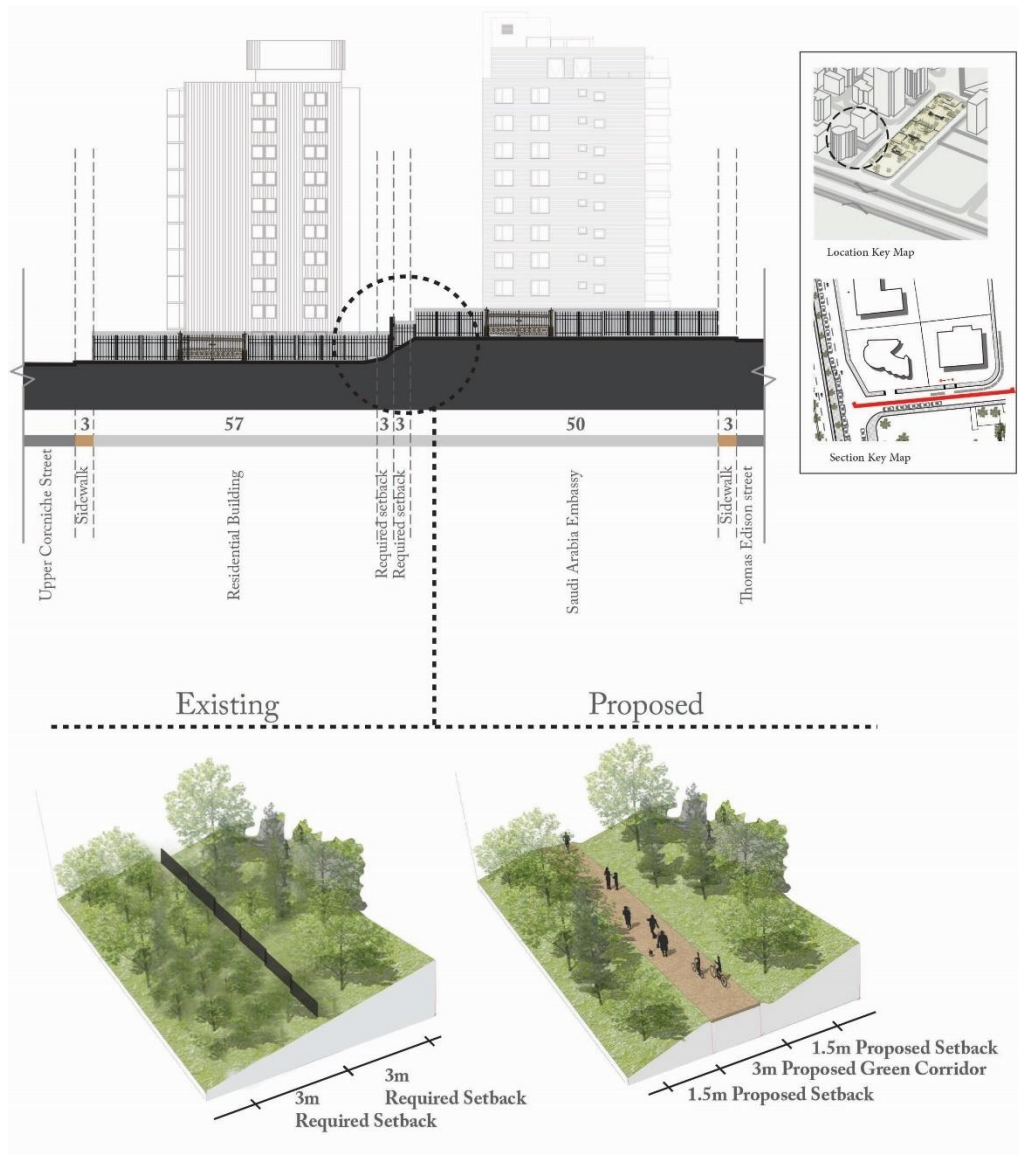 Location Key Map
Section Key Map
3 57 3 3 50 3
Upper Corcniche Street
Sidewalk
Residential Building
Required setback
Required setback
Saudi Arabia Embassy
Sidewalk
Thomas Edison street
Existing
Proposed
3m
Required Setback
3m
Required Setback
1.5m Proposed Setback
3m Proposed Green Corridor
1.5m Proposed Setback